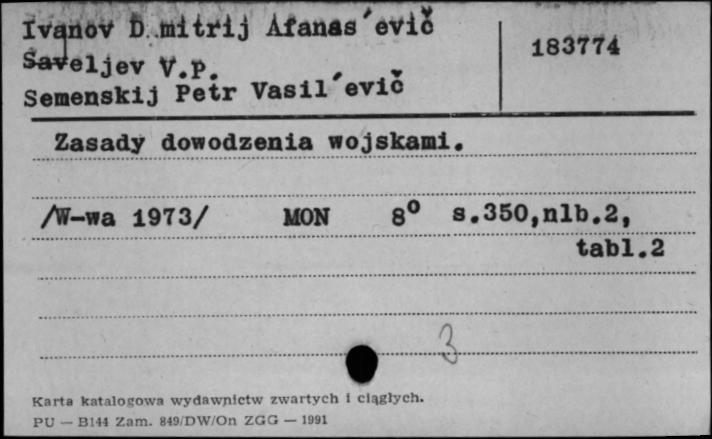 Ivanov D.mitrij Afanas´evič
183774
Saveljev V.p.
Semenskij Petr Vasil´evič
Zasady dowodzenia wojskami.
/W-wa 1973/ MON 8° s.350,nlb.2,
tabl.2
3
Karta katalogowa wydawnictw zwartych i ciągłych.
PU — B144 Zam. 849/DW/On ZGG — 1991